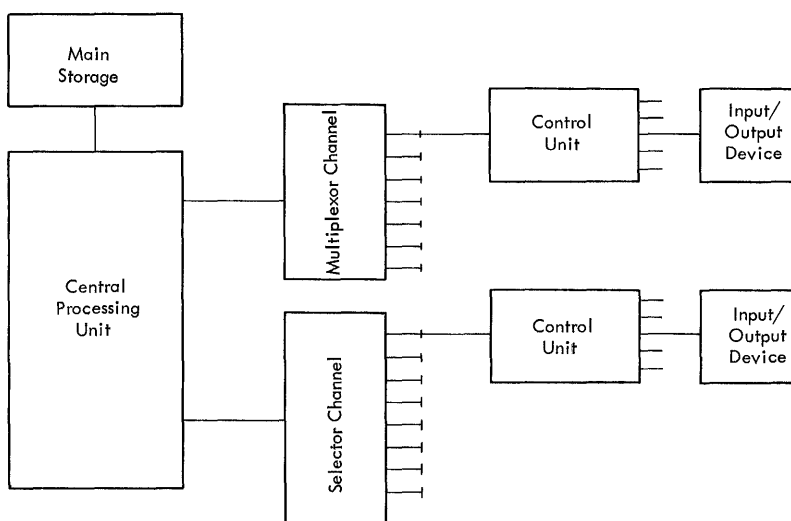 Main
Storage
Central
Processing
Unit
Multiplexor Channel
Control
Unit
Input/
Output
Device
Selector Channel
Control
Unit
Input/
Output
Device